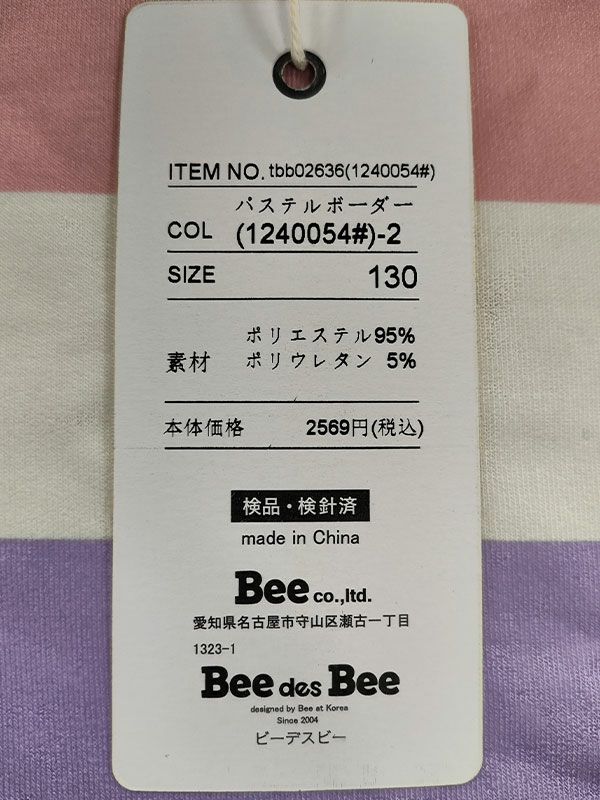 ITEM NO. tbb02636(1240054#)
パステルボーダー
COL (1240054#)-2
SIZE 130
ポリエステル95%
素材 ポリウレタン 5%
本体価格 2569円(税込)
検品・検針済
made in China
Bee co.,ltd.
愛知県名古屋市守山区瀬古一丁目
1323-1
Bee des Bee
designed by Bee at Korea
Since 2004
ビーデスビー